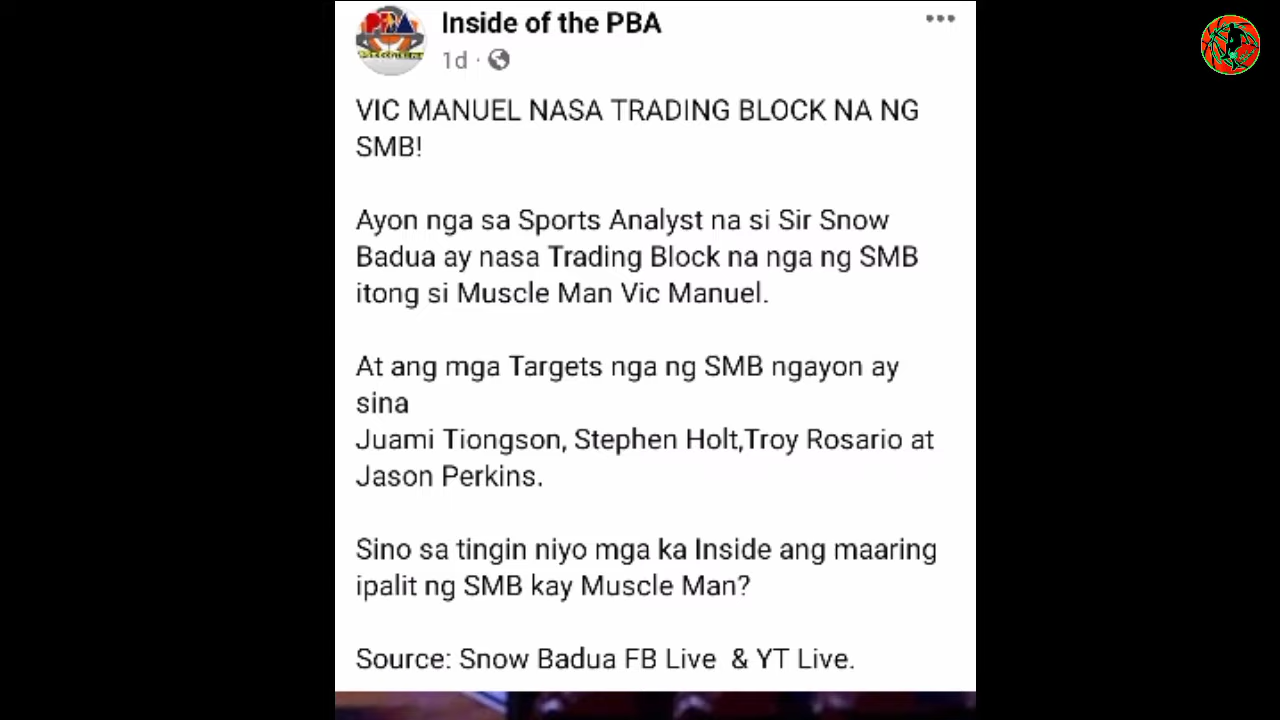 Inside of the PBA
1d ·
VIC MANUEL NASA TRADING BLOCK NA NG
SMB!
Ayon nga sa Sports Analyst na si Sir Snow
Badua ay nasa Trading Block na nga ng SMB
itong si Muscle Man Vic Manuel.
At ang mga Targets nga ng SMB ngayon ay
sina
Juami Tiongson, Stephen Holt,Troy Rosario at
Jason Perkins.
Sino sa tingin niyo mga ka Inside ang maaring
ipalit ng SMB kay Muscle Man?
Source: Snow Badua FB Live & YT Live.
PBA